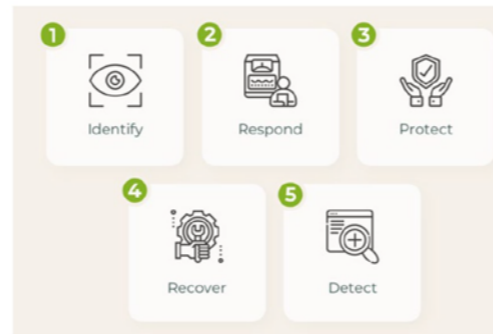 1
Identify
2
Respond
3
Protect
4
Recover
5
Detect